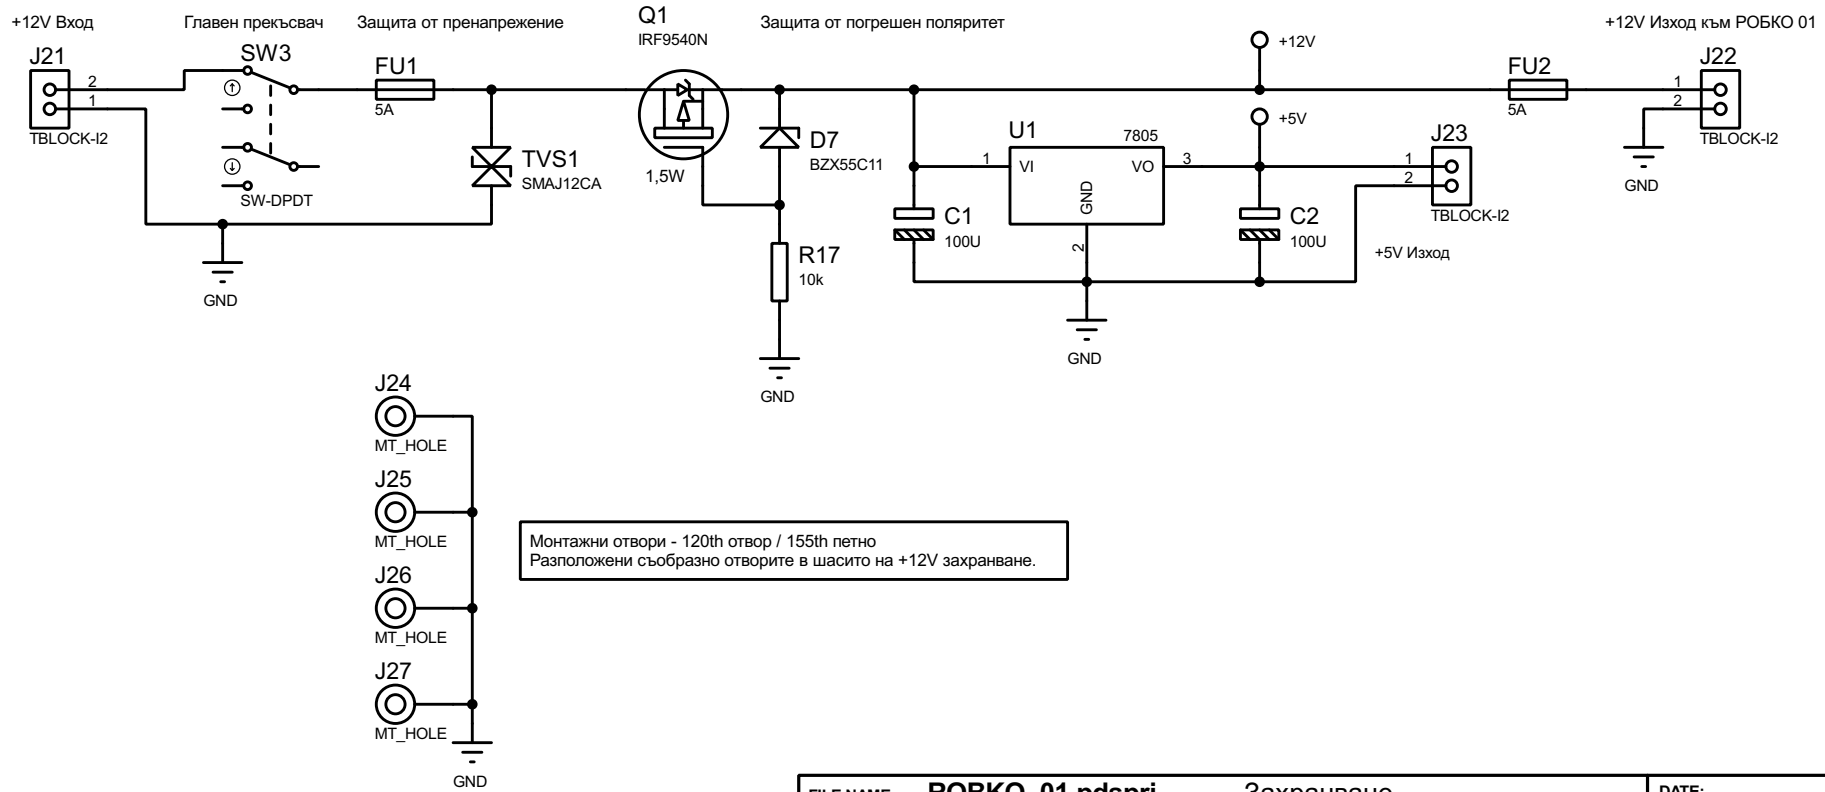 +12V Вход
Главен прекъсвач
Защита от пренапрежение
Q1
IRF9540N
Защита от погрешен поляритет
+12V Изход към РОБКО 01
J21
2
1
TBLOCK-I2
SW3
SW-DPDT
FU1
5A
TVS1
SMAJ12CA
1,5W
D7
BZX55C11
R17
10k
+12V
+5V
U1
7805
1
VI
VO
3
GND
2
C1
100U
C2
100U
J23
1
2
TBLOCK-I2
+5V Изход
FU2
5A
J22
1
2
TBLOCK-I2
GND
GND
GND
GND
J24
MT_HOLE
J25
MT_HOLE
J26
MT_HOLE
J27
MT_HOLE
GND
Монтажни отвори - 120th отвор / 155th петно
Разположени съобразно отворите в шасито на +12V захранване.
FILE NAME: ROBKO_01.pdsprj Захранване DATE: